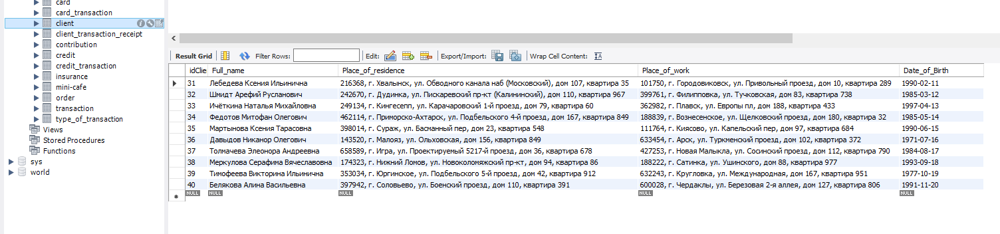 card
card_transaction
client
client_transaction_receipt
contribution
credit
credit_transaction
insurance
mini-cafe
order
transaction
type_of_transaction
Views
Stored Procedures
Functions
sys
world
Result Grid Filter Rows: Edit: Export/Import: Wrap Cell Content:
idClie Full_name Place_of_residence Place_of_work Date_of_Birth
31 Лебедева Ксения Ильинична 216368, г. Хвалынск, ул. Обводного канала наб (Московский), дом 107, квартира 35 101750, г. Городовиковск, ул. Привольный проезд, дом 10, квартира 289 1990-02-11
32 Шмидт Арефий Русланович 242670, г. Дудинка, ул. Пискаревский пр-кт (Калининский), дом 110, квартира 967 399761, г. Филипповка, ул. Тучковская, дом 83, квартира 738 1985-03-12
33 Ичёткина Наталья Михайловна 249134, г. Кингесепп, ул. Карачаровский 1-й проезд, дом 79, квартира 60 362982, г. Плавск, ул. Европы пл, дом 188, квартира 433 1997-04-13
34 Федотов Митофан Олегович 462114, г. Приморско-Ахтарск, ул. Подбельского 4-й проезд, дом 167, квартира 849 188839, г. Вознесенское, ул. Щелковский проезд, дом 180, квартира 32 1985-05-14
35 Мартынова Ксения Тарасовна 398014, г. Сураж, ул. Басманный пер, дом 23, квартира 548 111764, г. Киясово, ул. Капельский пер, дом 97, квартира 684 1990-06-15
36 Давыдов Никанор Олегович 143520, г. Малояз, ул. Ольховская, дом 156, квартира 849 633454, г. Арск, ул. Туркменский проезд, дом 102, квартира 372 1971-07-16
37 Толмачева Элеонора Андреевна 658589, г. Игра, ул. Проектируемый 5217-й проезд, дом 36, квартира 678 427253, г. Новая Малыкла, ул. Сосинский проезд, дом 112, квартира 790 1984-08-17
38 Меркулова Серафима Вячеславовна 174323, г. Нижний Ломов, ул. Новоколомяжский пр-кт, дом 94, квартира 86 188222, г. Сатинка, ул. Ушинского, дом 88, квартира 977 1993-09-18
39 Тимофеева Викторина Ильинична 353034, г. Юргинское, ул. Подбельского 5-й проезд, дом 42, квартира 912 632243, г. Кругловка, ул. Международная, дом 167, квартира 951 1977-10-19
40 Белякова Алина Васильевна 397942, г. Соловьево, ул. Боенский проезд, дом 110, квартира 391 600028, г. Чердаклы, ул. Березовая 2-я аллея, дом 127, квартира 806 1991-11-20
NULL NULL NULL NULL NULL